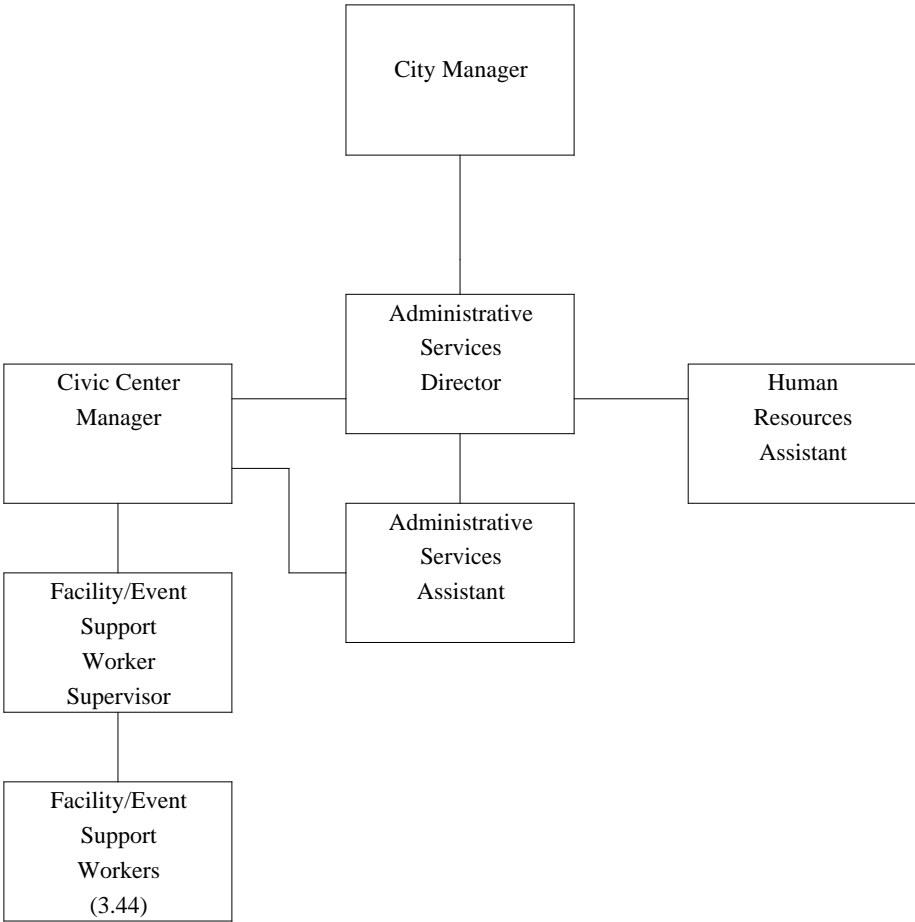 City Manager
Administrative
Services
Director
Civic Center
Manager
Human
Resources
Assistant
Administrative
Services
Assistant
Facility/Event
Support
Worker
Supervisor
Facility/Event
Support
Workers
(3.44)